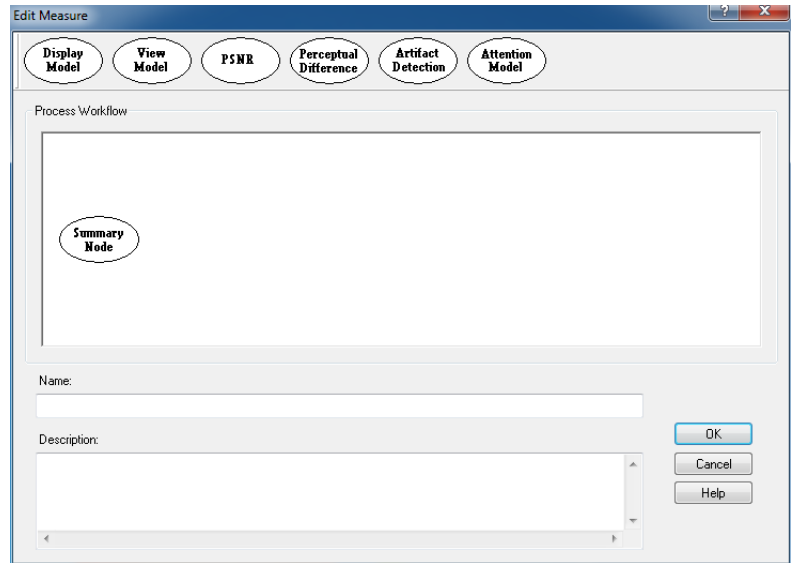 Edit Measure
?
X
Display
Model
View
Model
PSNR
Perceptual
Difference
Artifact
Detection
Attention
Model
Process Workflow
Summary
Node
Name:
Description:
OK
Cancel
Help